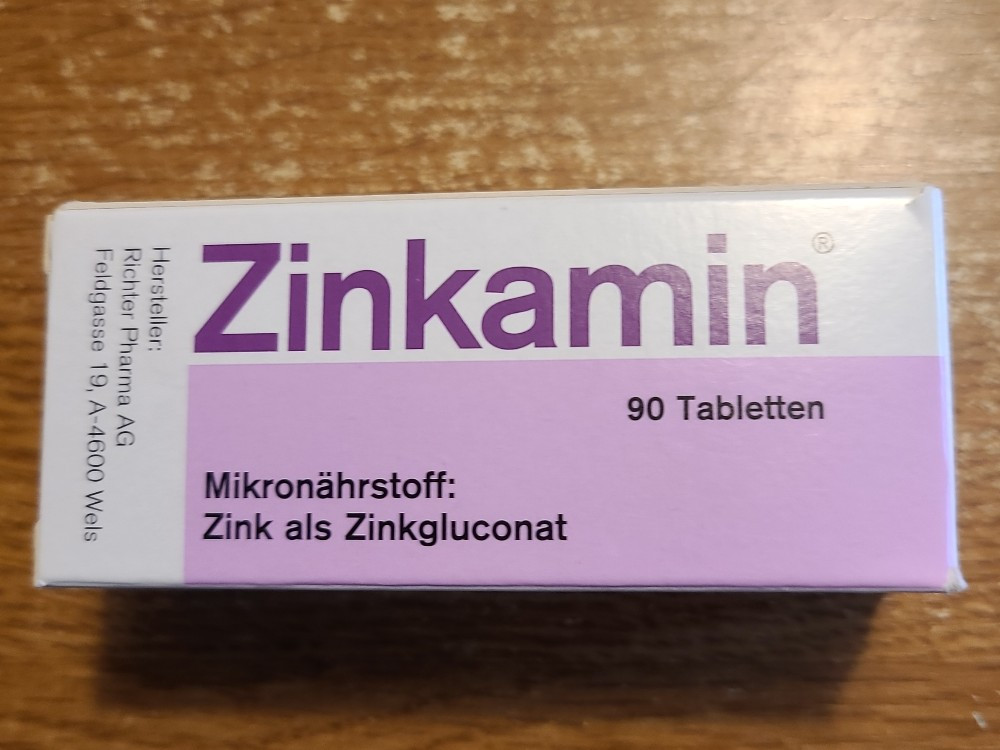 Zinkamin®
90 Tabletten
Mikronährstoff:
Zink als Zinkgluconat
Hersteller:
Richter Pharma AG
Feldgasse 19, A-4600 Wels